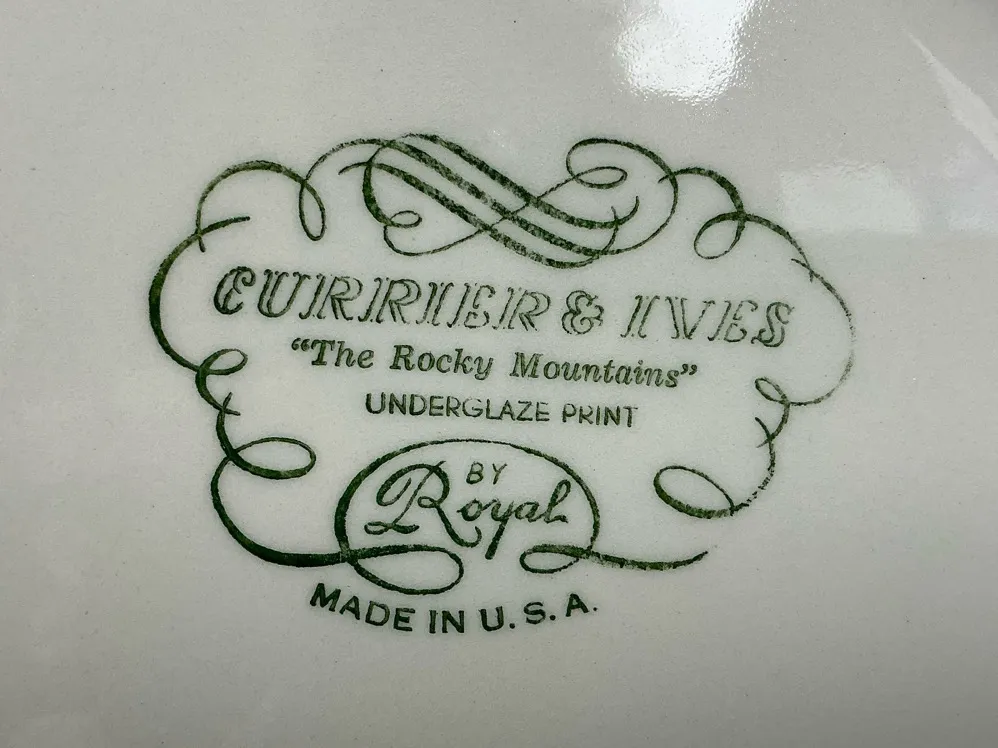 CURRIER & IVES
“The Rocky Mountains”
UNDERGLAZE PRINT
BY
Royal
MADE IN U.S.A.